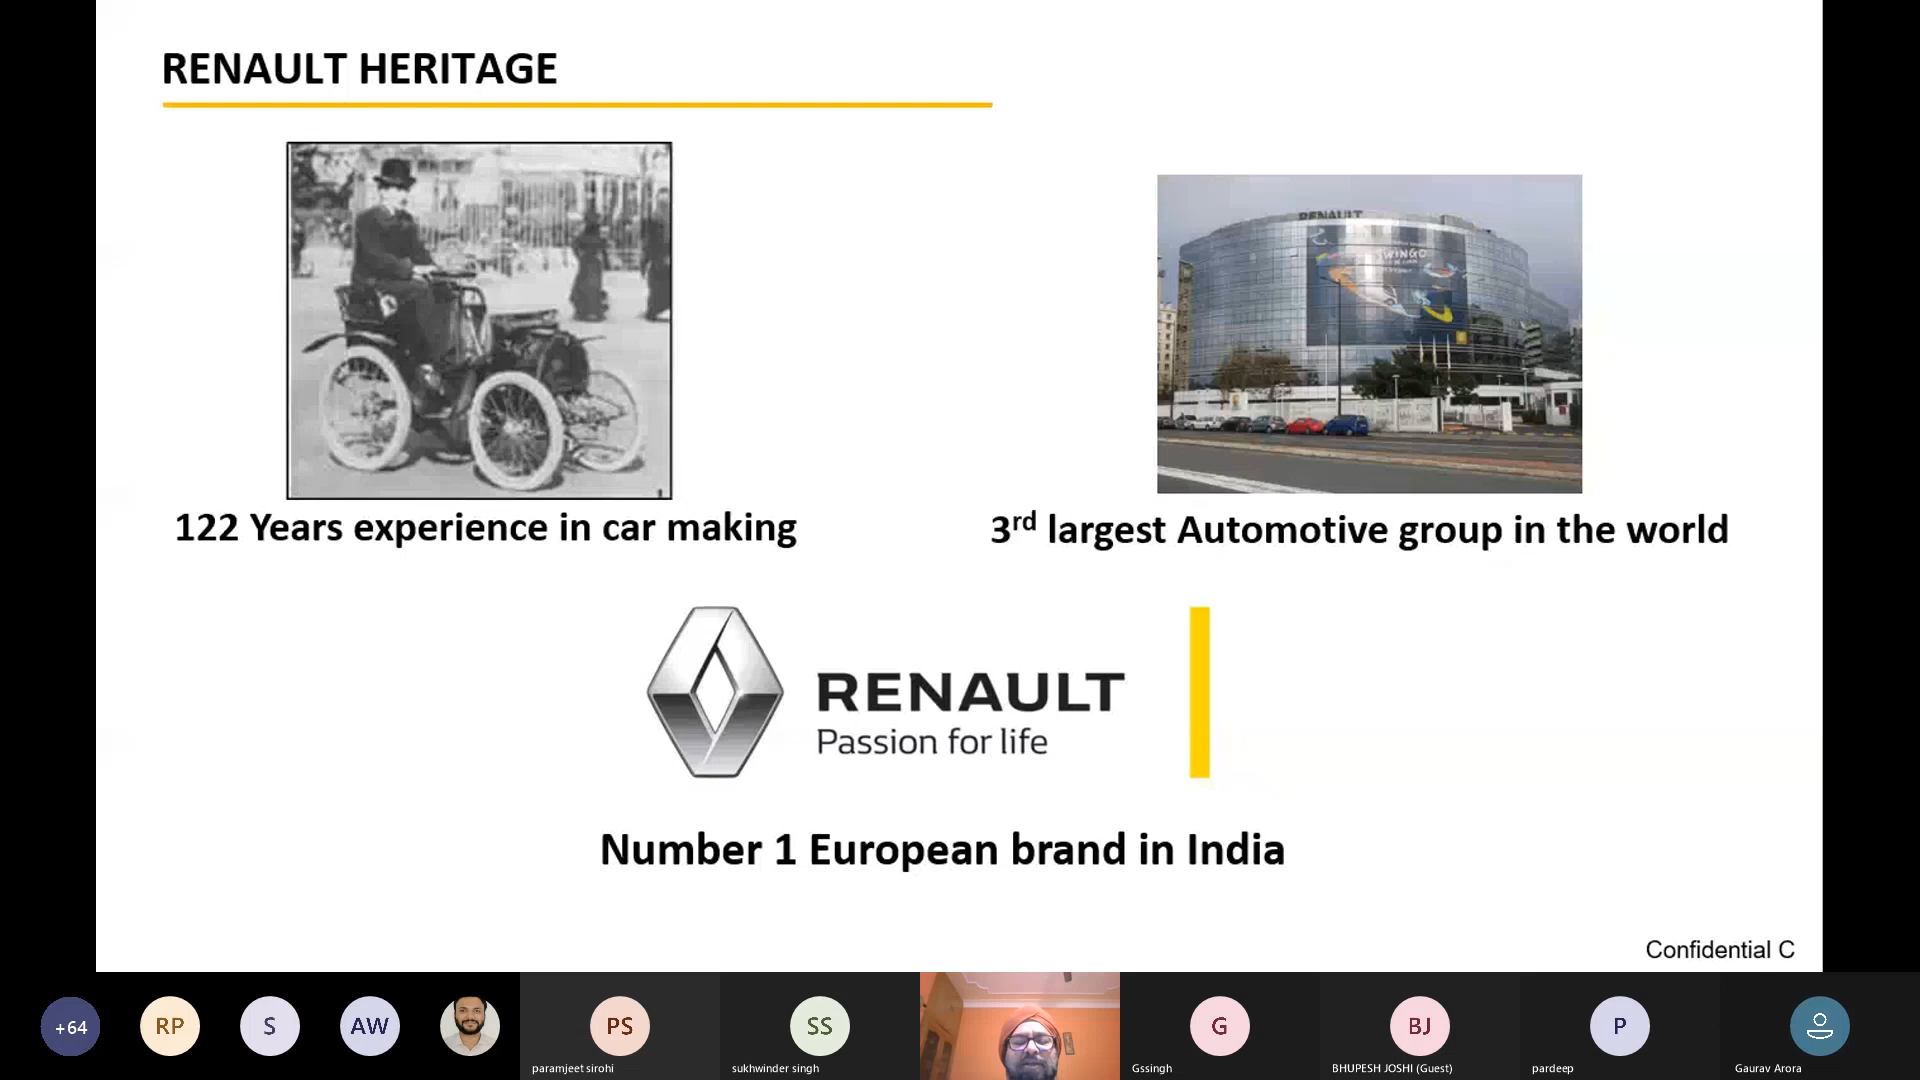 RENAULT HERITAGE
RENAULT
TWINGO
122 Years experience in car making
3rd largest Automotive group in the world
RENAULT
Passion for life
Number 1 European brand in India
Confidential C
+64
RP
S
AW
PS
SS
G
BJ
P
paramjeet sirohi
sukhwinder singh
Gssingh
BHUPESH JOSHI (Guest)
pardeep
Gaurav Arora